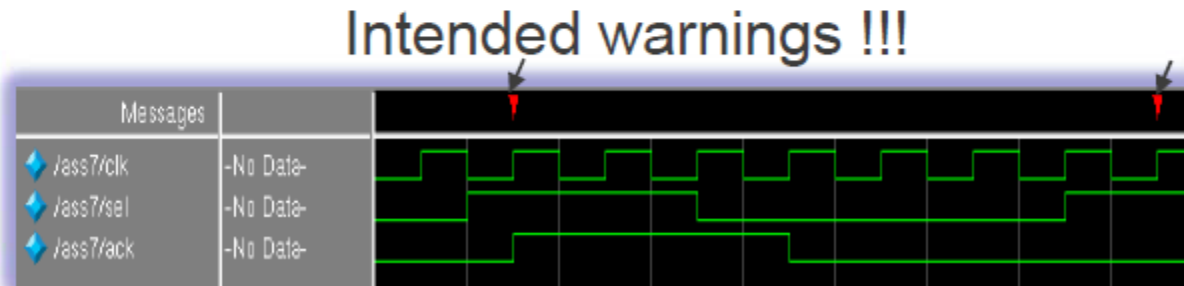 Intended warnings !!!
Messages
/ass7/clk -No Data-
/ass7/sel -No Data-
/ass7/ack -No Data-